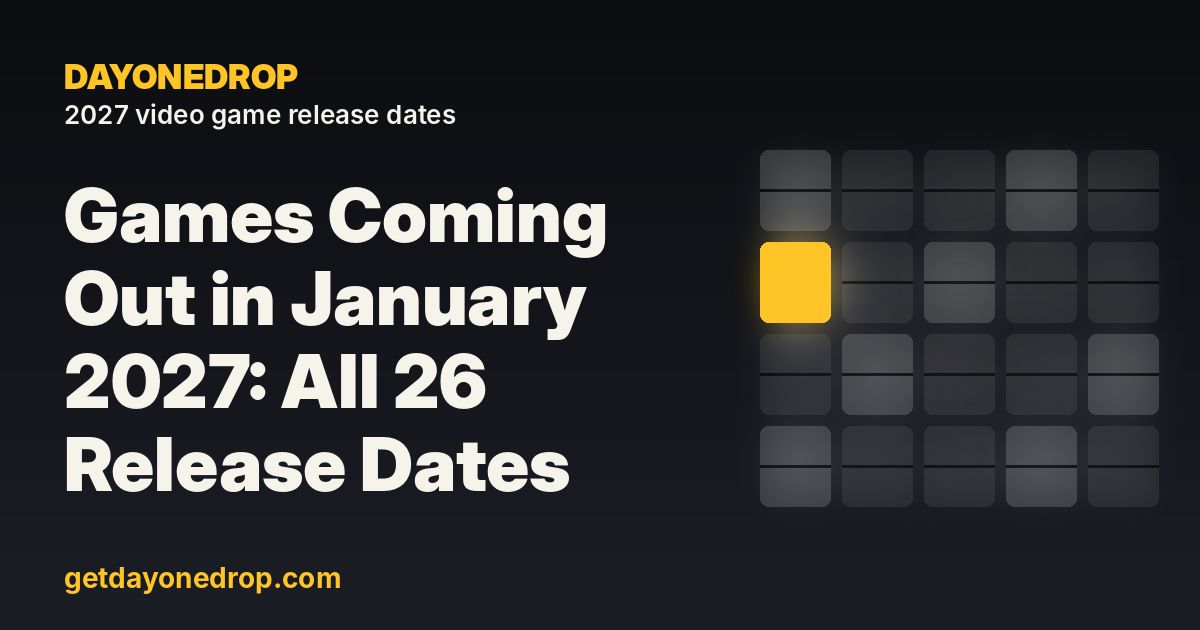 DAYONEDROP
2027 video game release dates
Games Coming
Out in January
2027: All 26
Release Dates
getdayonedrop.com